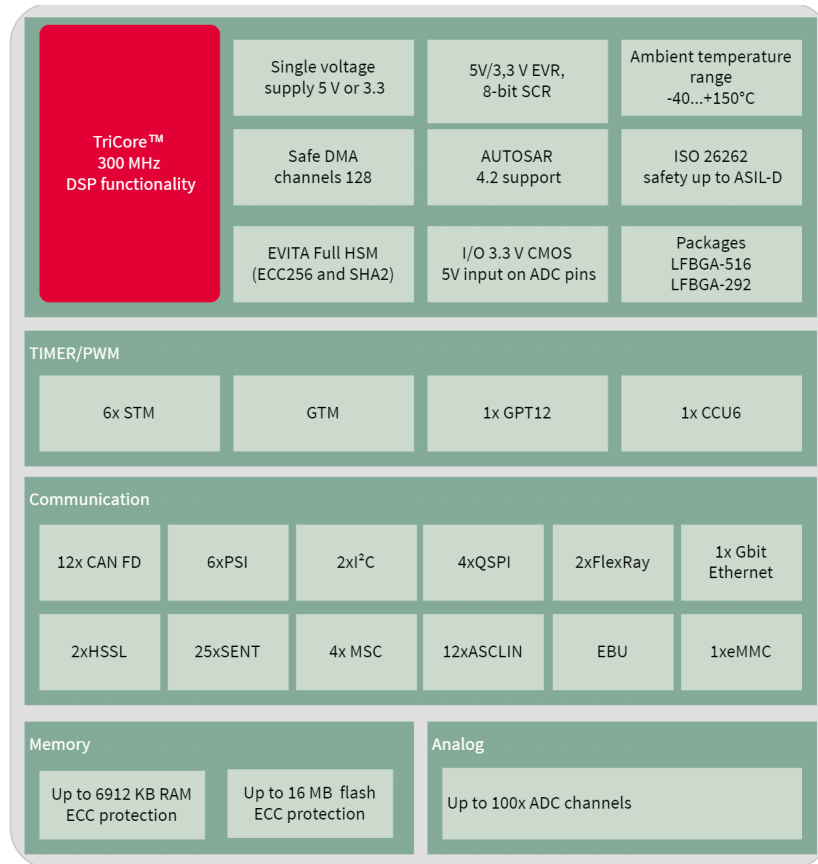 TriCore™
300 MHz
DSP functionality
Single voltage
supply 5 V or 3.3
5V/3,3 V EVR,
8-bit SCR
Ambient temperature
range
-40...+150°C
Safe DMA
channels 128
AUTOSAR
4.2 support
ISO 26262
safety up to ASIL-D
EVITA Full HSM
(ECC256 and SHA2)
I/O 3.3 V CMOS
5V input on ADC pins
Packages
LFBGA-516
LFBGA-292
TIMER/PWM
6x STM
GTM
1x GPT12
1x CCU6
Communication
12x CAN FD
6xPSI
2xI²C
4xQSPI
2xFlexRay
1x Gbit
Ethernet
2xHSSL
25xSENT
4x MSC
12xASCLIN
EBU
1xeMMC
Memory
Up to 6912 KB RAM
ECC protection
Up to 16 MB flash
ECC protection
Analog
Up to 100x ADC channels